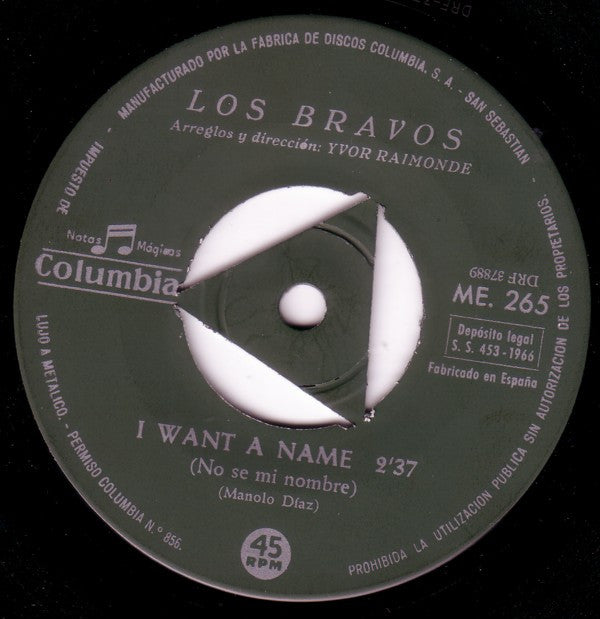 MANUFACTURADO POR LA FABRICA DE DISCOS COLUMBIA, S. A. - SAN SEBASTIAN -
LOS BRAVOS
Arreglos y dirección: YVOR RAIMONDE
Notas Mágicas
Columbia
DRF 37889
ME. 265
Depósito legal
S. S. 453-1966
Fabricado en España
I WANT A NAME 2'37
(No se mi nombre)
(Manolo Díaz)
45
RPM
PROHIBIDA LA UTILIZACION PUBLICA SIN AUTORIZACION DE LOS PROPIETARIOS.
IMPUESTO DE LUJO A METALICO. - PERMISO COLUMBIA N.º 856.